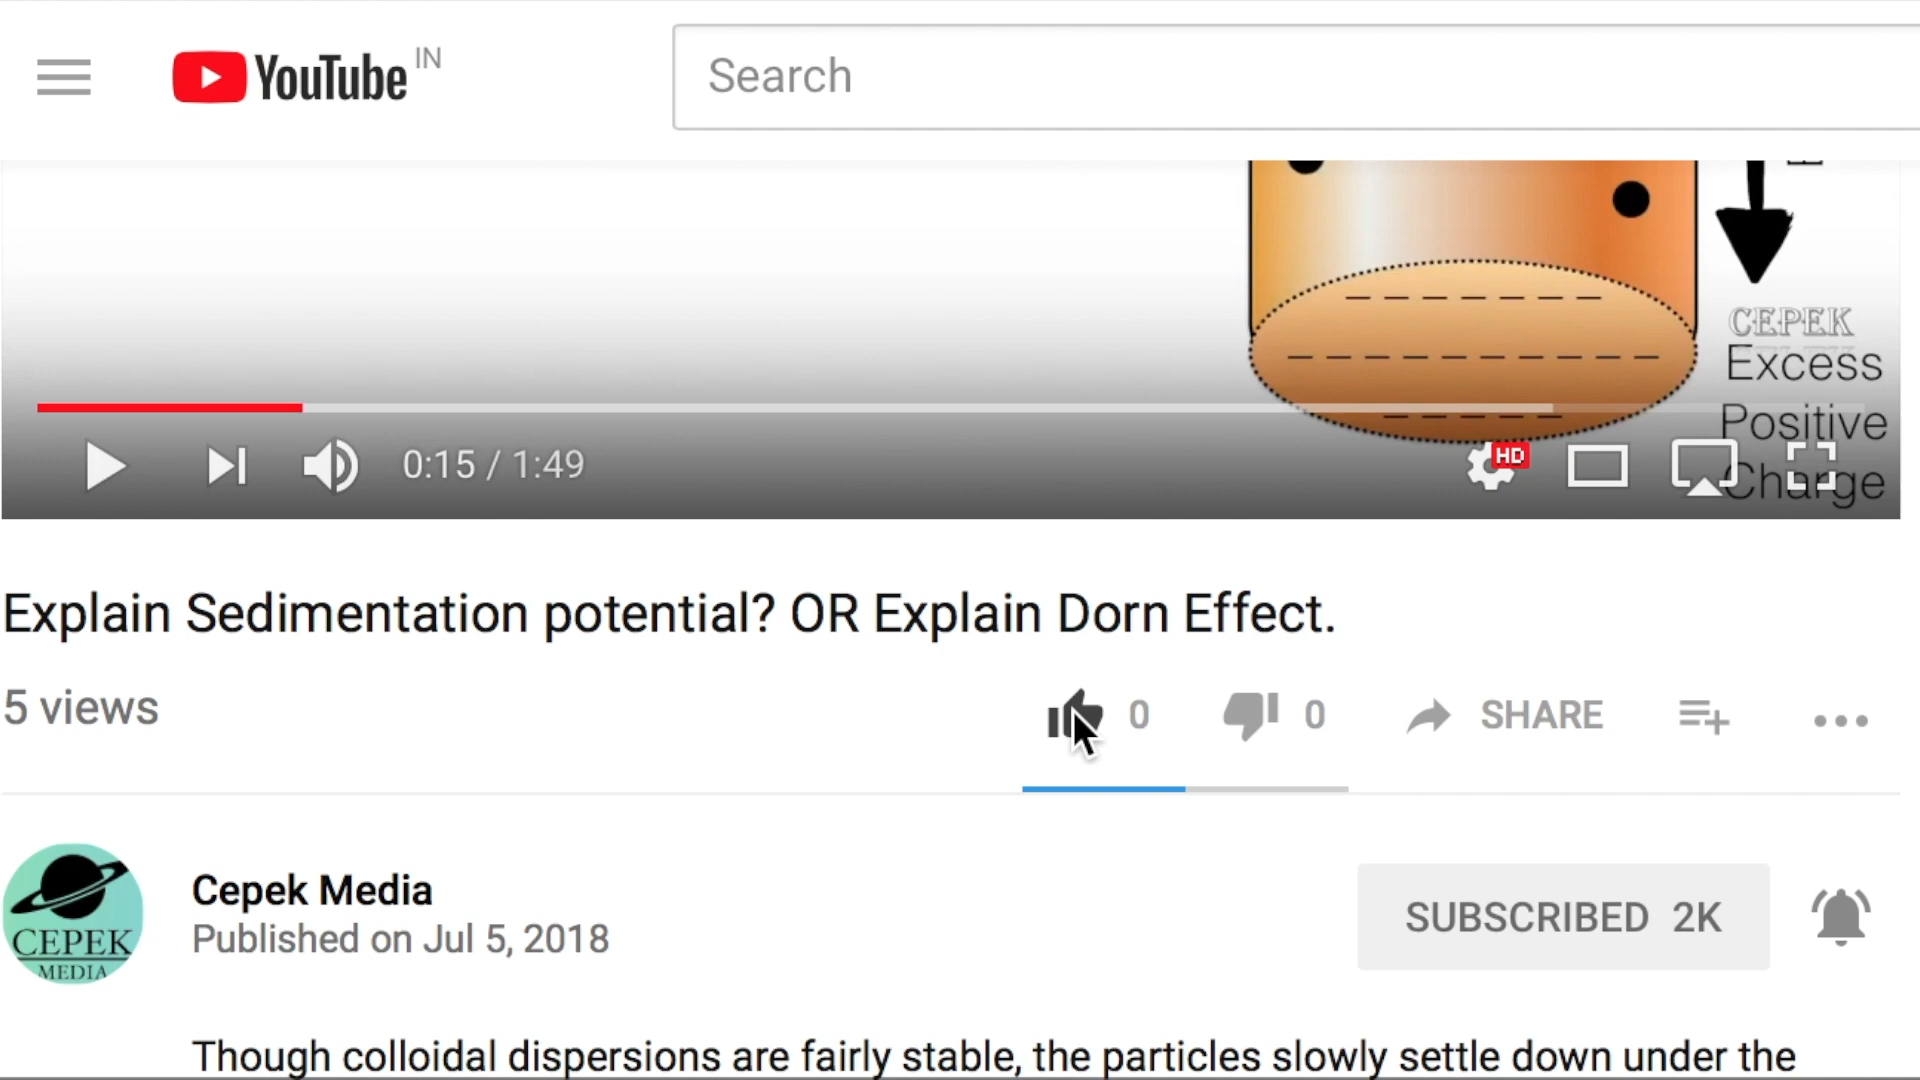 YouTube IN
Search
CEPEK
Excess
Positive
Charge
0:15 / 1:49
HD
Explain Sedimentation potential? OR Explain Dorn Effect.
5 views
0
0
SHARE
Cepek Media
Published on Jul 5, 2018
SUBSCRIBED 2K
CEPEK
MEDIA
Though colloidal dispersions are fairly stable, the particles slowly settle down under the